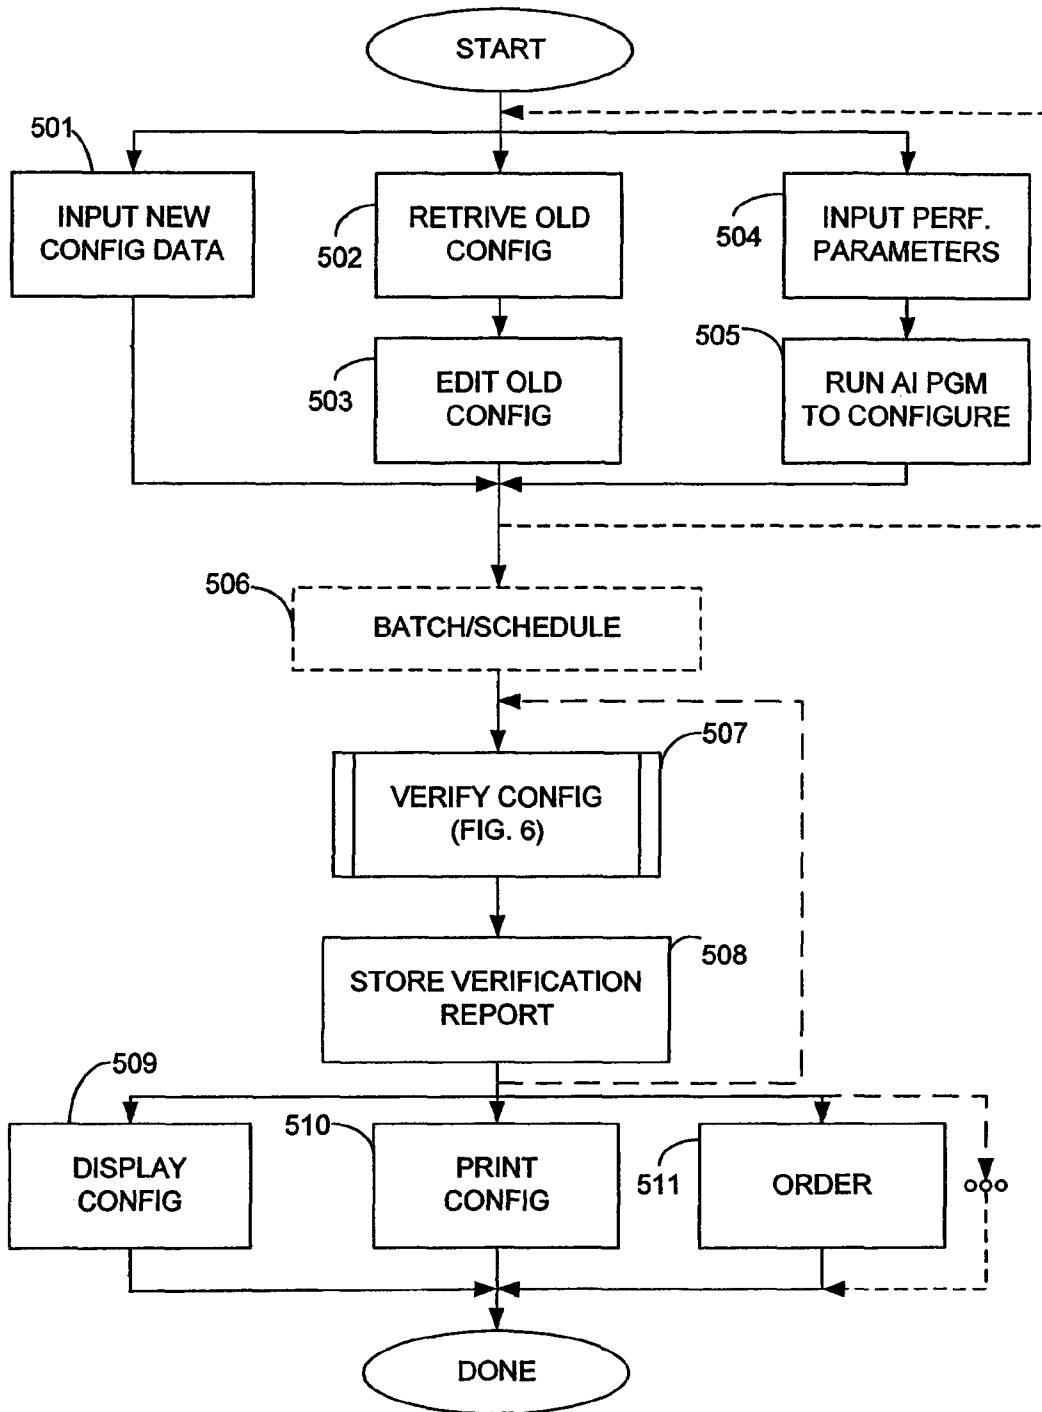 START
501
INPUT NEW
CONFIG DATA
502
RETRIVE OLD
CONFIG
504
INPUT PERF.
PARAMETERS
503
EDIT OLD
CONFIG
505
RUN AI PGM
TO CONFIGURE
506
BATCH/SCHEDULE
507
VERIFY CONFIG
(FIG. 6)
508
STORE VERIFICATION
REPORT
509
DISPLAY
CONFIG
510
PRINT
CONFIG
511
ORDER
DONE